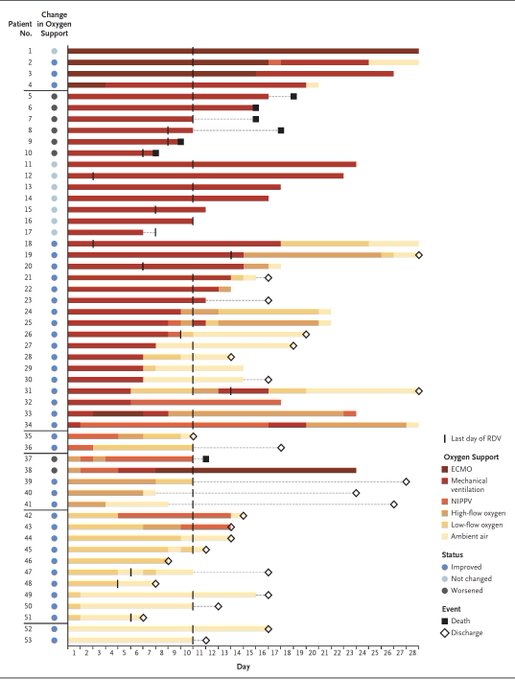 Change
Patient in Oxygen
No. Support
1
2
3
4
5
6
7
8
9
10
11
12
13
14
15
16
17
18
19
20
21
22
23
24
25
26
27
28
29
30
31
32
33
34
35
36
37
38
39
40
41
42
43
44
45
46
47
48
49
50
51
52
53
Last day of RDV
Oxygen Support
ECMO
Mechanical
ventilation
NIPPV
High-flow oxygen
Low-flow oxygen
Ambient air
Status
Improved
Not changed
Worsened
Event
Death
Discharge
1 2 3 4 5 6 7 8 9 10 11 12 13 14 15 16 17 18 19 20 21 22 23 24 25 26 27 28
Day